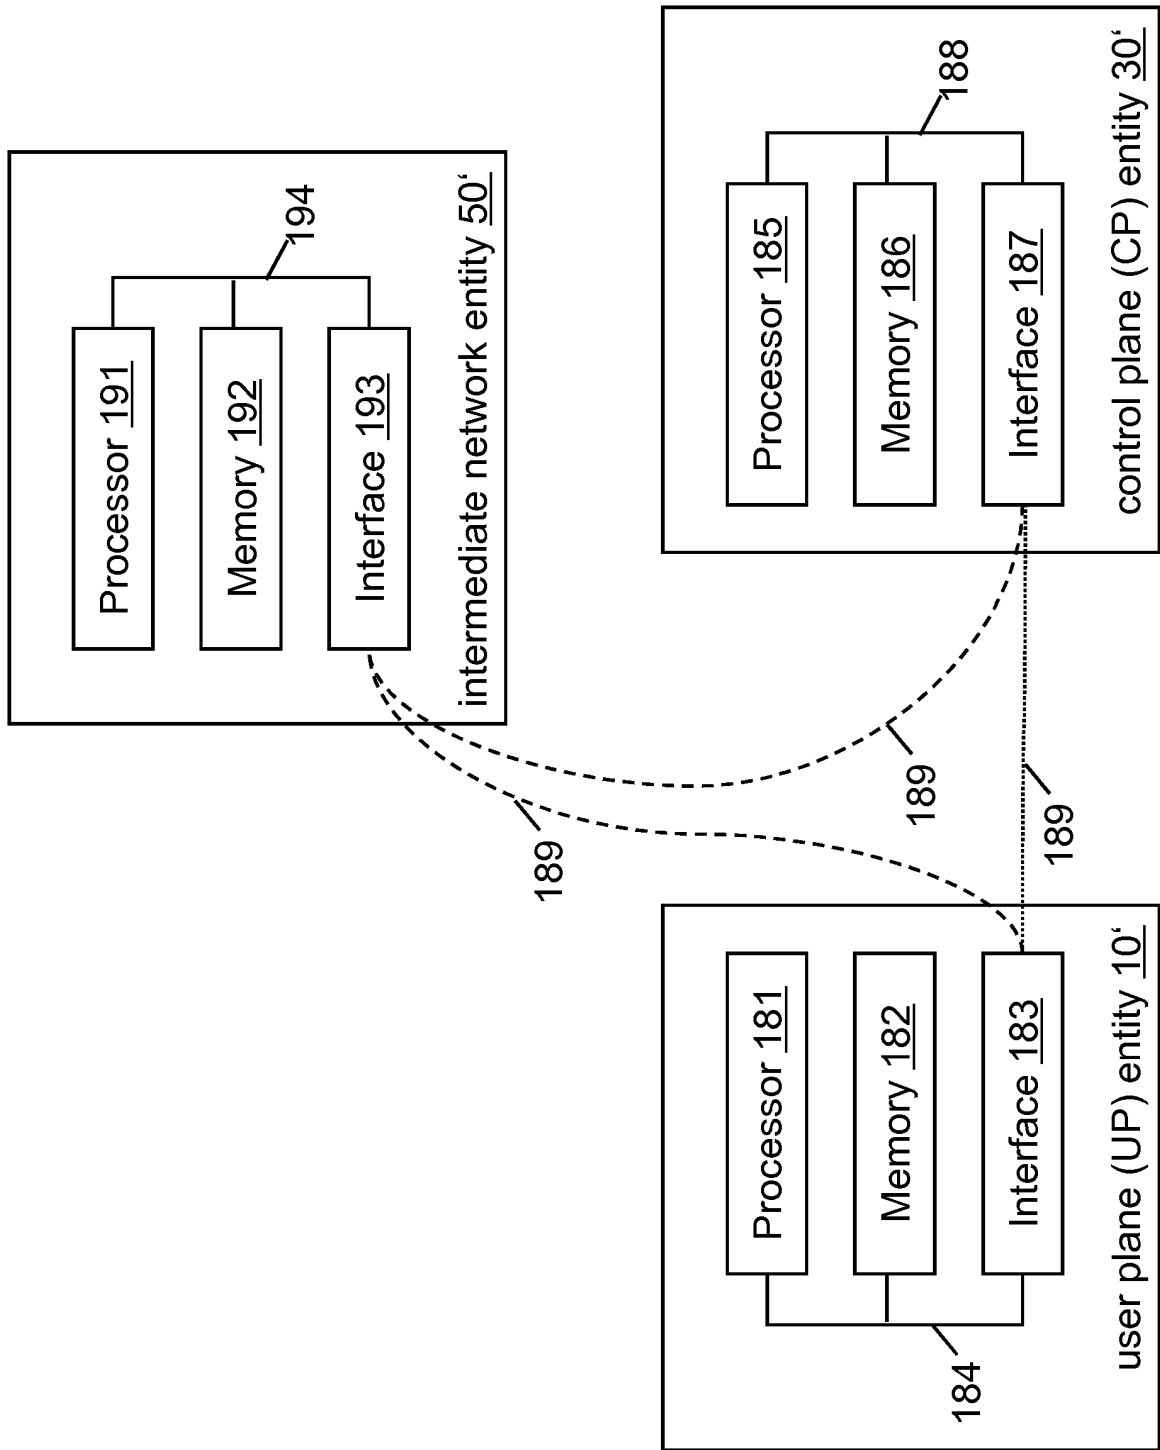 Processor 191
Memory 192
Interface 193
194
intermediate network entity 50‘
189
189
189
Processor 181
Memory 182
Interface 183
184
user plane (UP) entity 10‘
Processor 185
Memory 186
Interface 187
188
control plane (CP) entity 30‘